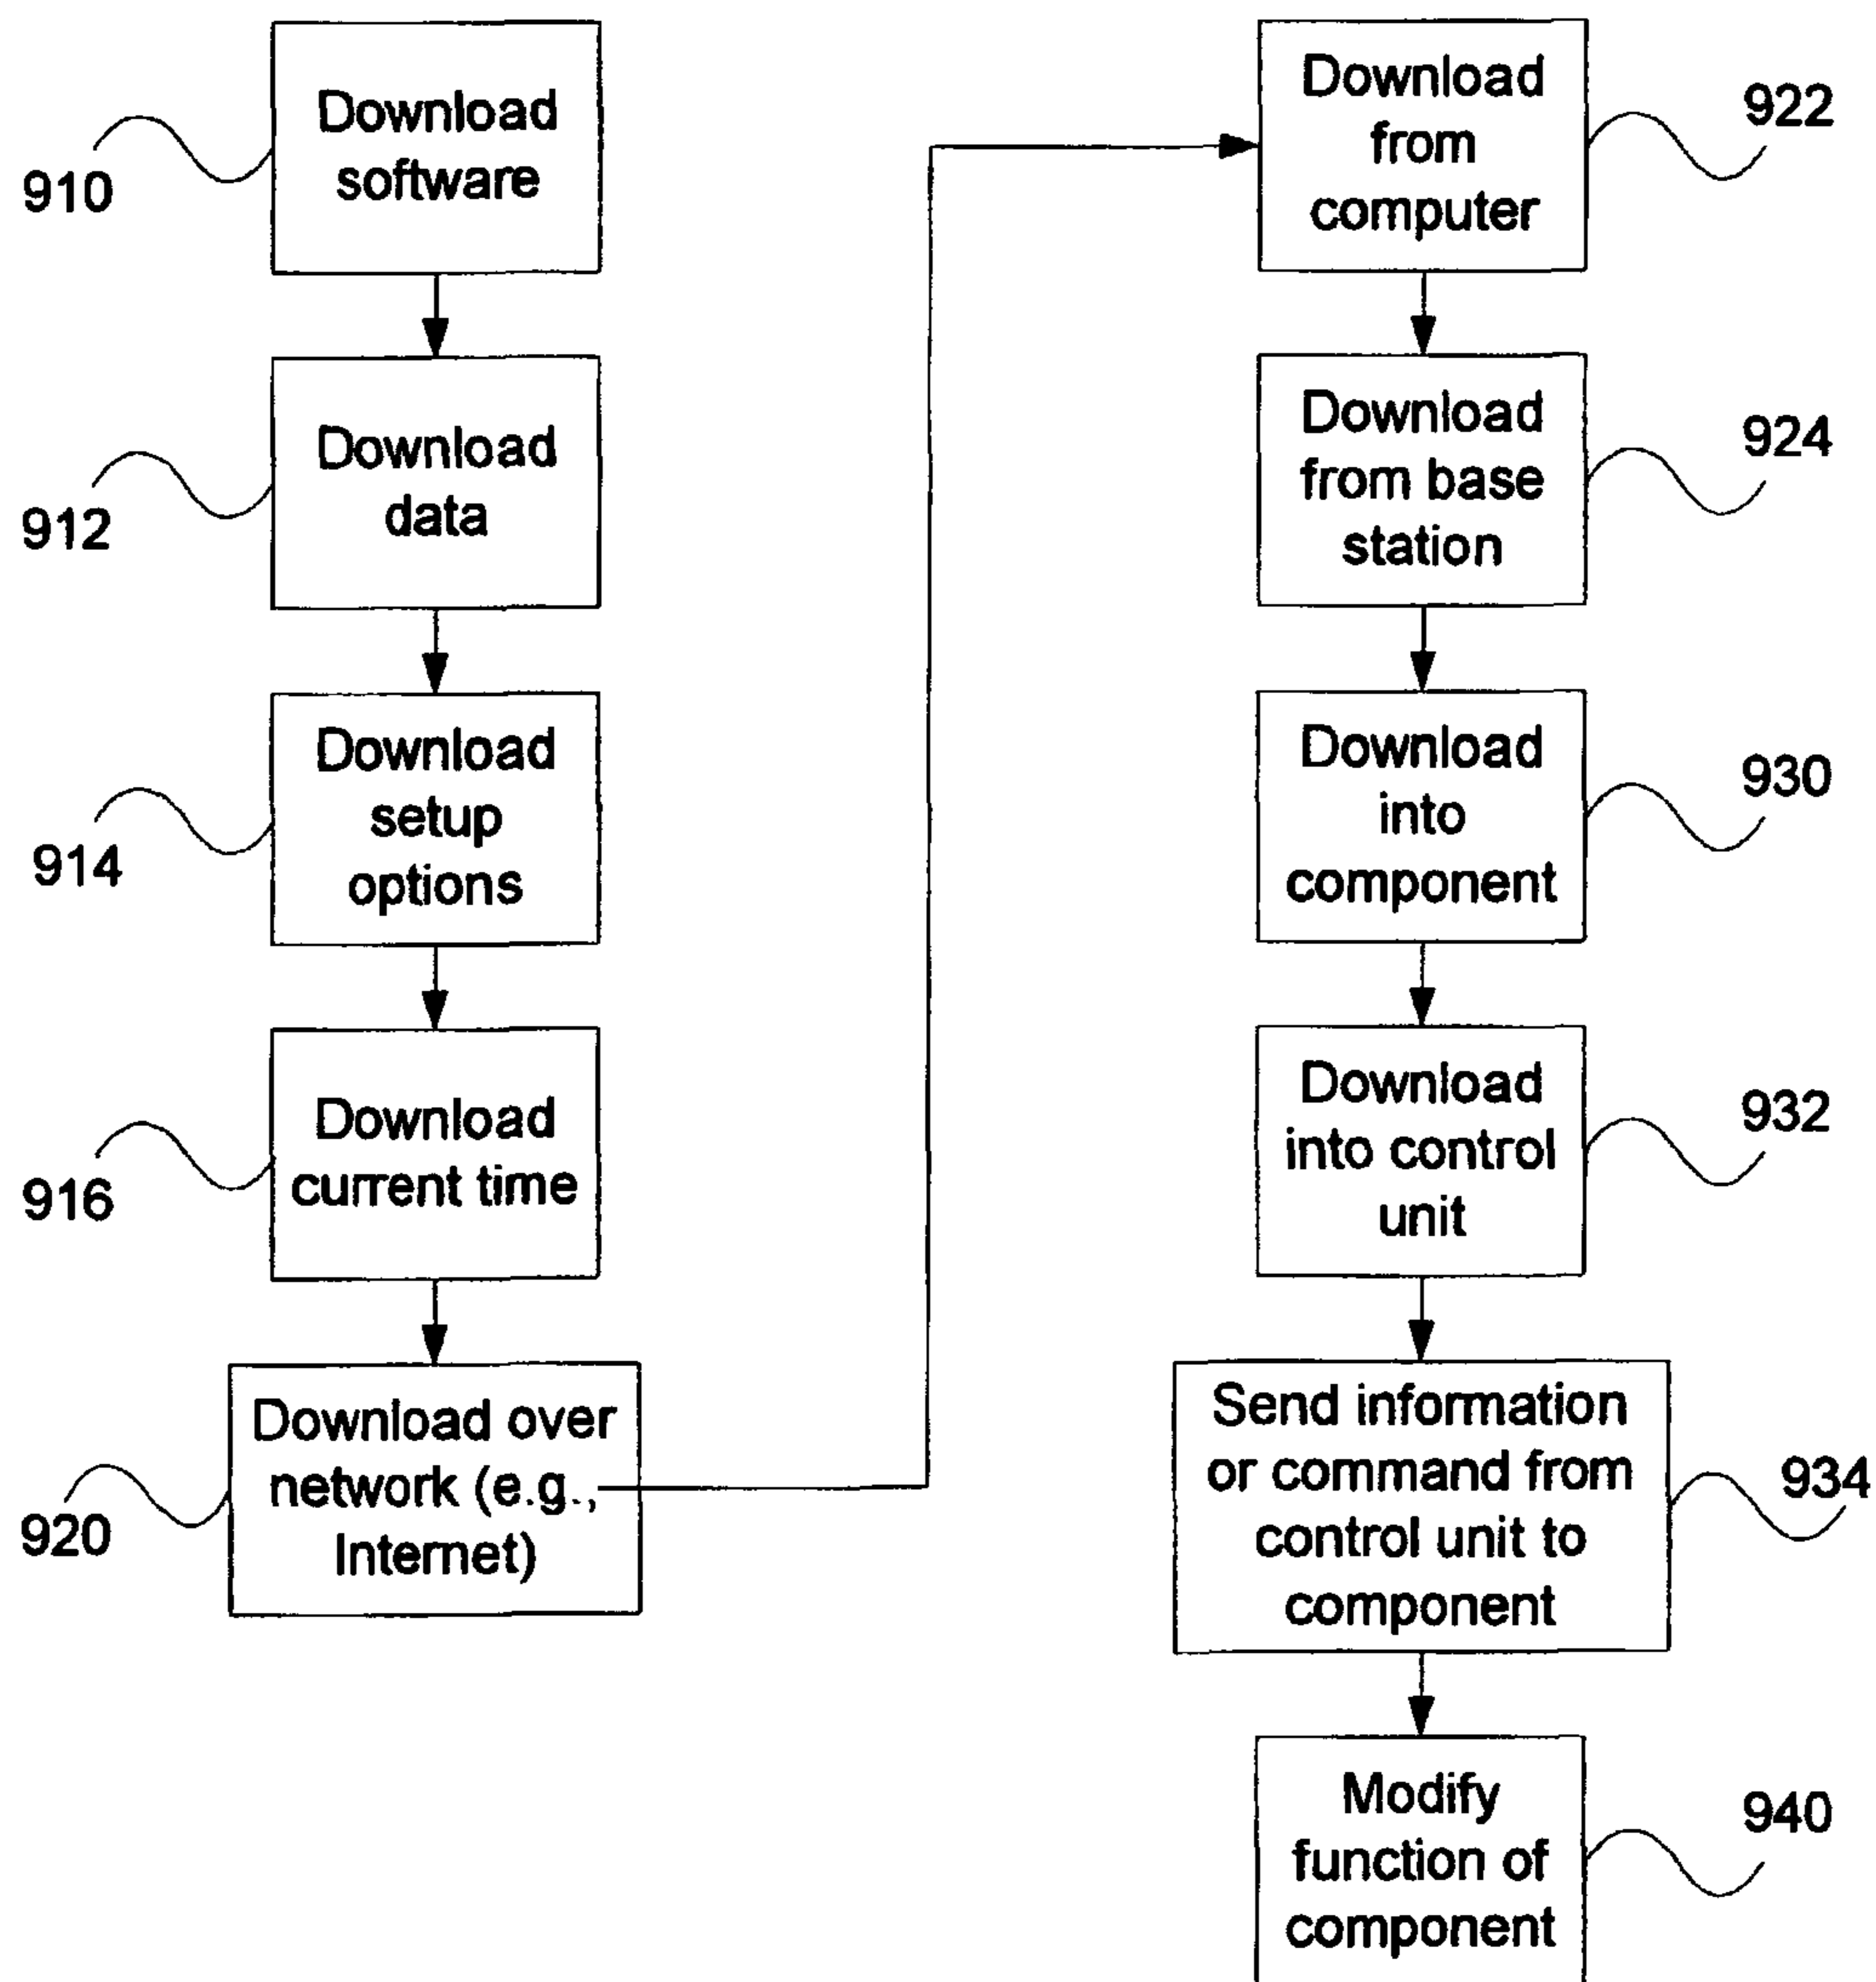 Download
software
910
Download
data
912
Download
setup
options
914
Download
current time
916
Download over
network (e.g.,
Internet)
920
Download
from
computer
922
Download
from base
station
924
Download
into
component
930
Download
into control
unit
932
Send information
or command from
control unit to
component
934
Modify
function of
component
940